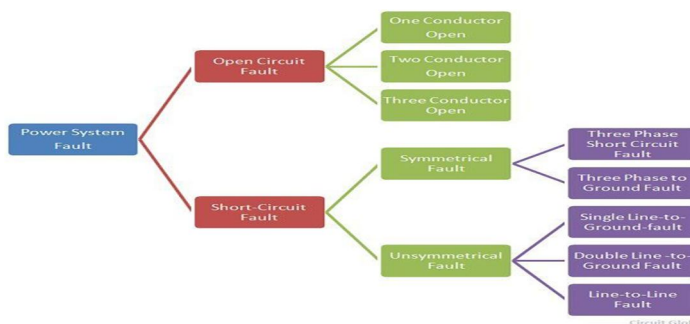 Power System
Fault
Open Circuit
Fault
One Conductor
Open
Two Conductor
Open
Three Conductor
Open
Short-Circuit
Fault
Symmetrical
Fault
Three Phase
Short Circuit
Fault
Three Phase to
Ground Fault
Unsymmetrical
Fault
Single Line-to-
Ground-fault
Double Line -to-
Ground Fault
Line-to-Line
Fault
Circuit Glo